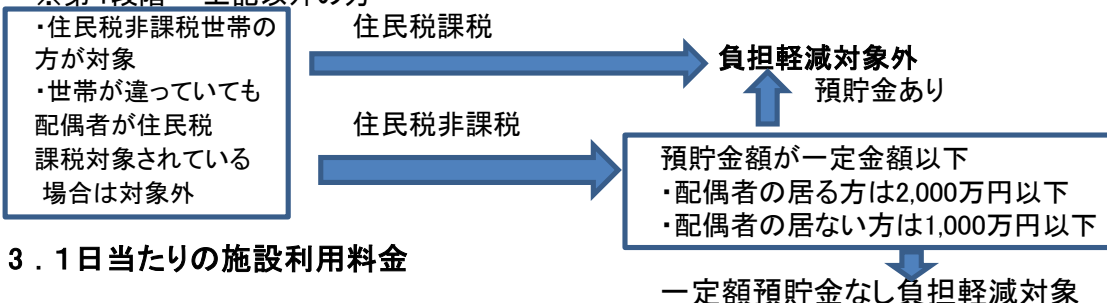 ・住民税非課税世帯の
方が対象
・世帯が違っていても
配偶者が住民税
課税対象されている
場合は対象外
住民税課税
負担軽減対象外
預貯金あり
住民税非課税
預貯金額が一定金額以下
・配偶者の居る方は2,000万円以下
・配偶者の居ない方は1,000万円以下
3．1日当たりの施設利用料金
一定額預貯金なし負担軽減対象